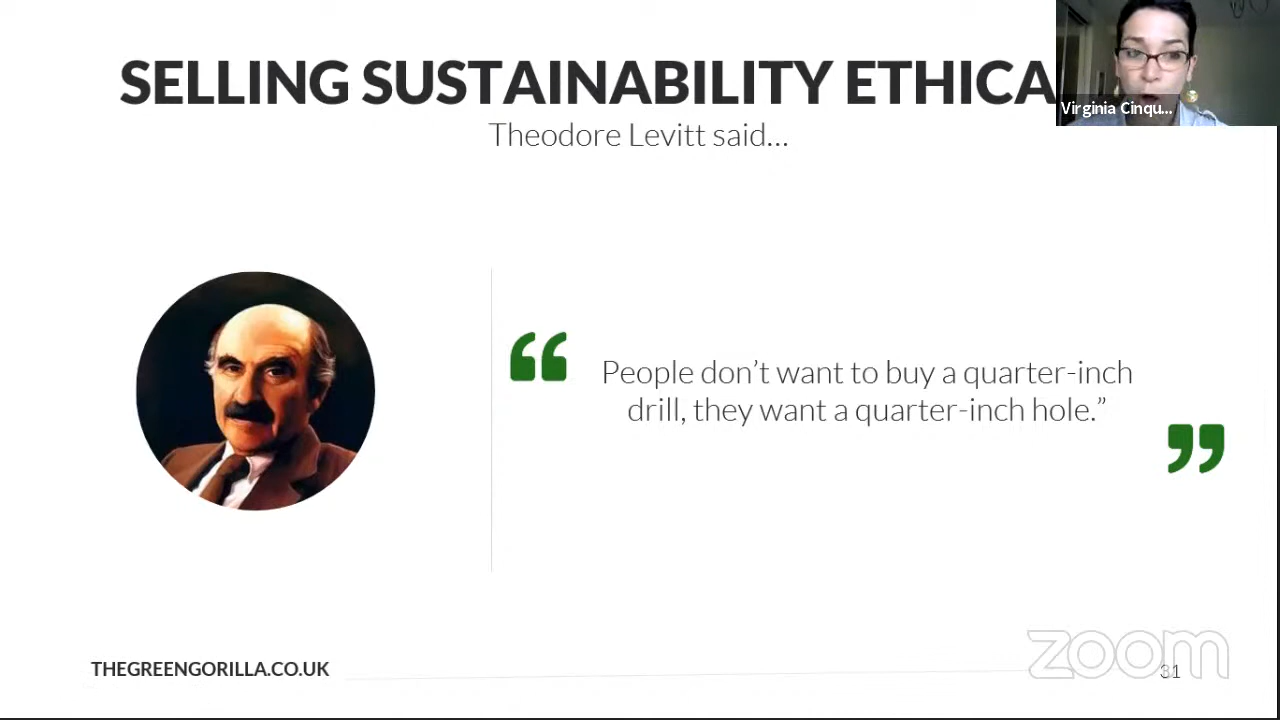 SELLING SUSTAINABILITY ETHICA
Virginia Cinqu...
Theodore Levitt said...
“
People don’t want to buy a quarter-inch
drill, they want a quarter-inch hole.”
”
THEGREENGORILLA.CO.UK
zoom
31